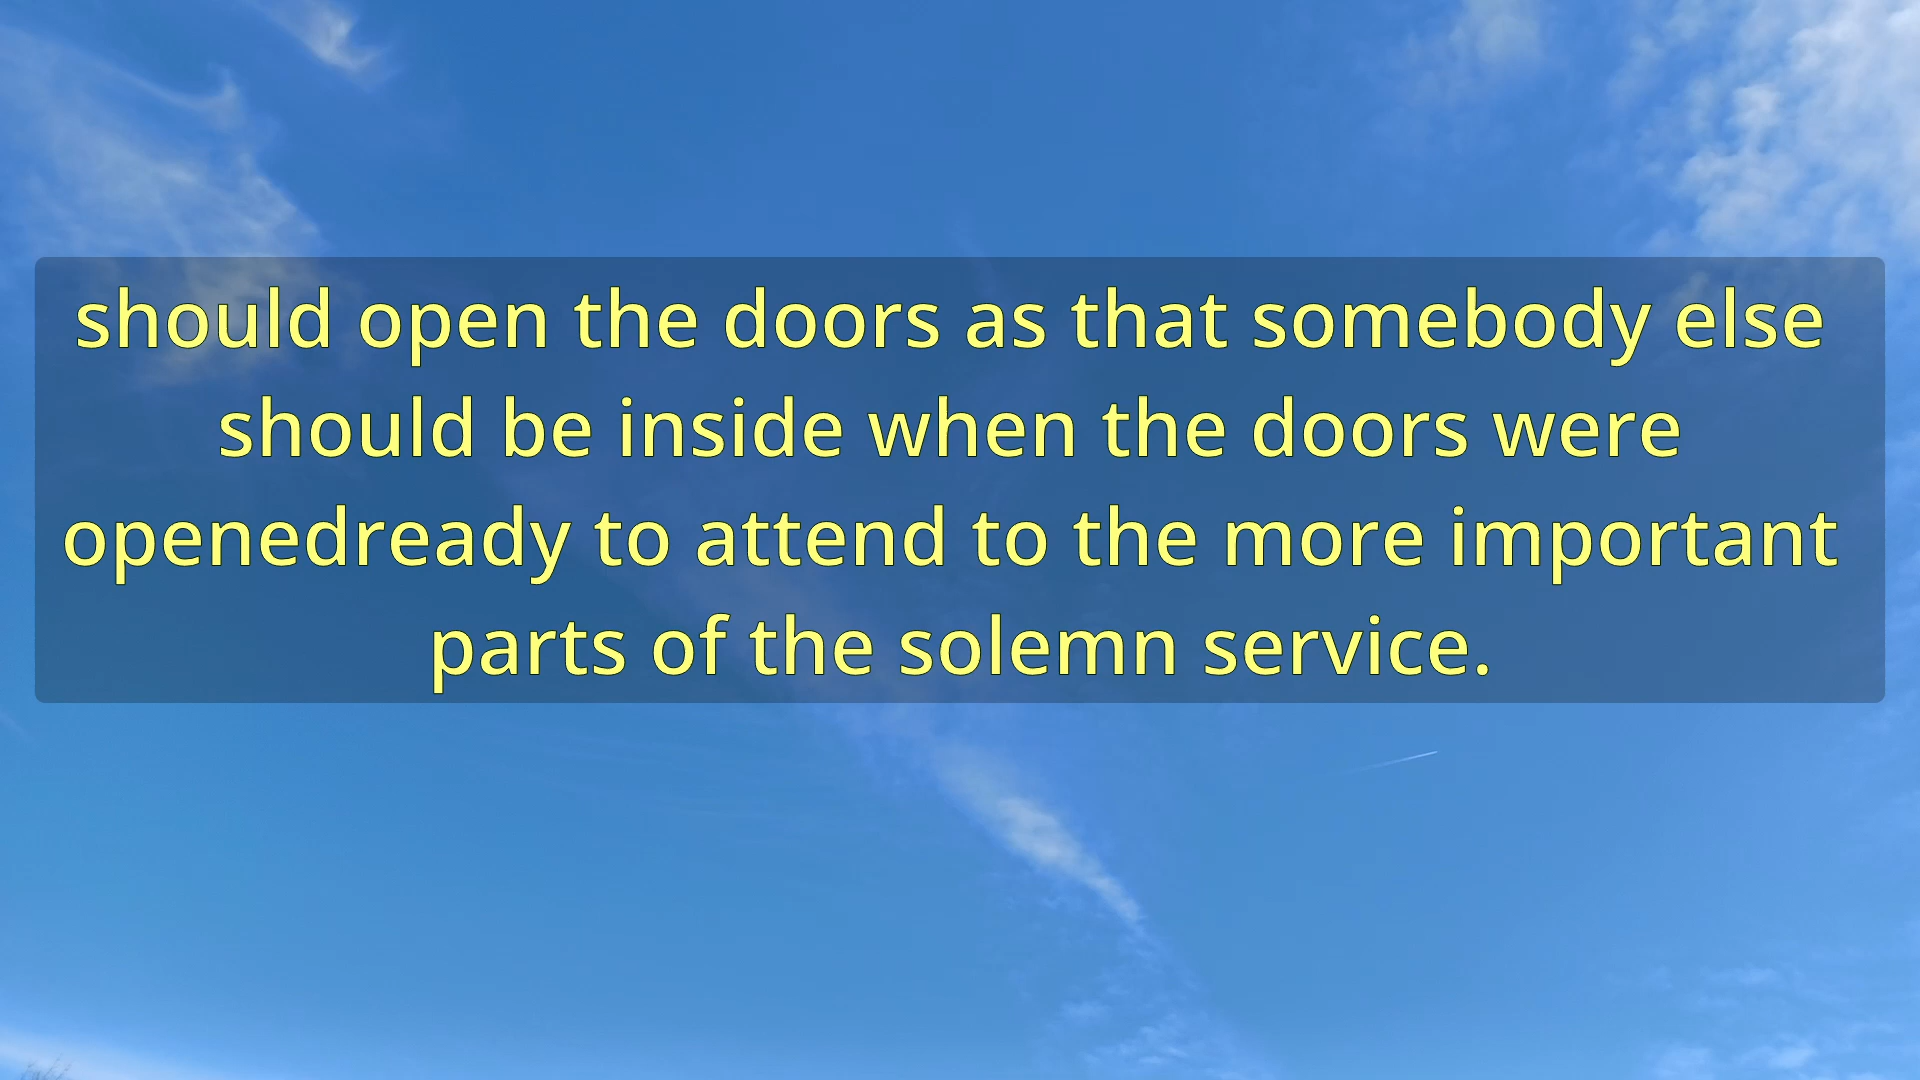 should open the doors as that somebody else
should be inside when the doors were
openedready to attend to the more important
parts of the solemn service.